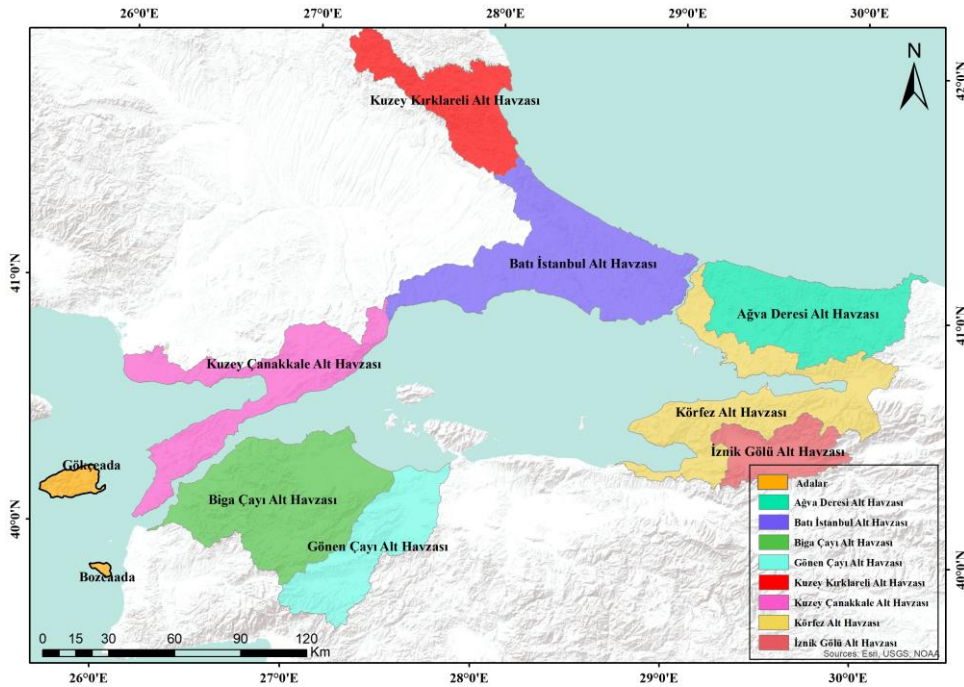 26°0'E 27°0'E 28°0'E 29°0'E 30°0'E
N
42°0'N
Kuzey Kırklareli Alt Havzası
41°0'N
Batı İstanbul Alt Havzası
Ağva Deresi Alt Havzası
41°0'N
Kuzey Çanakkale Alt Havzası
Körfez Alt Havzası
İznik Gölü Alt Havzası
Gökçeada
Biga Çayı Alt Havzası
Gönen Çayı Alt Havzası
40°0'N
Bozcaada
40°0'N
Adalar
Ağva Deresi Alt Havzası
Batı İstanbul Alt Havzası
Biga Çayı Alt Havzası
Gönen Çayı Alt Havzası
Kuzey Kırklareli Alt Havzası
Kuzey Çanakkale Alt Havzası
Körfez Alt Havzası
İznik Gölü Alt Havzası
Sources: Esri, USGS, NOAA
0 15 30 60 90 120
Km
26°0'E 27°0'E 28°0'E 29°0'E 30°0'E